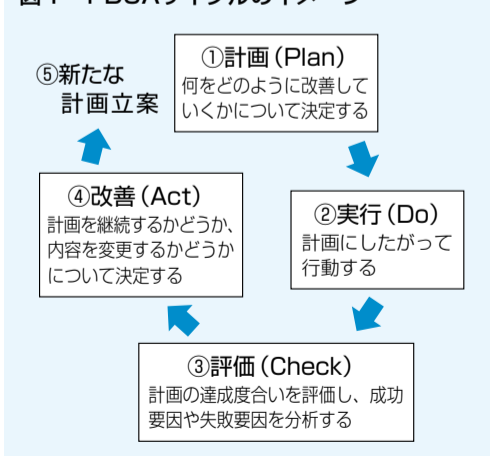 ①計画(Plan)
何をどのように改善して
いくかについて決定する
⑤新たな
計画立案
④改善(Act)
計画を継続するかどうか、
内容を変更するかどうか
について決定する
②実行(Do)
計画にしたがって
行動する
③評価(Check)
計画の達成度合いを評価し、成功
要因や失敗要因を分析する